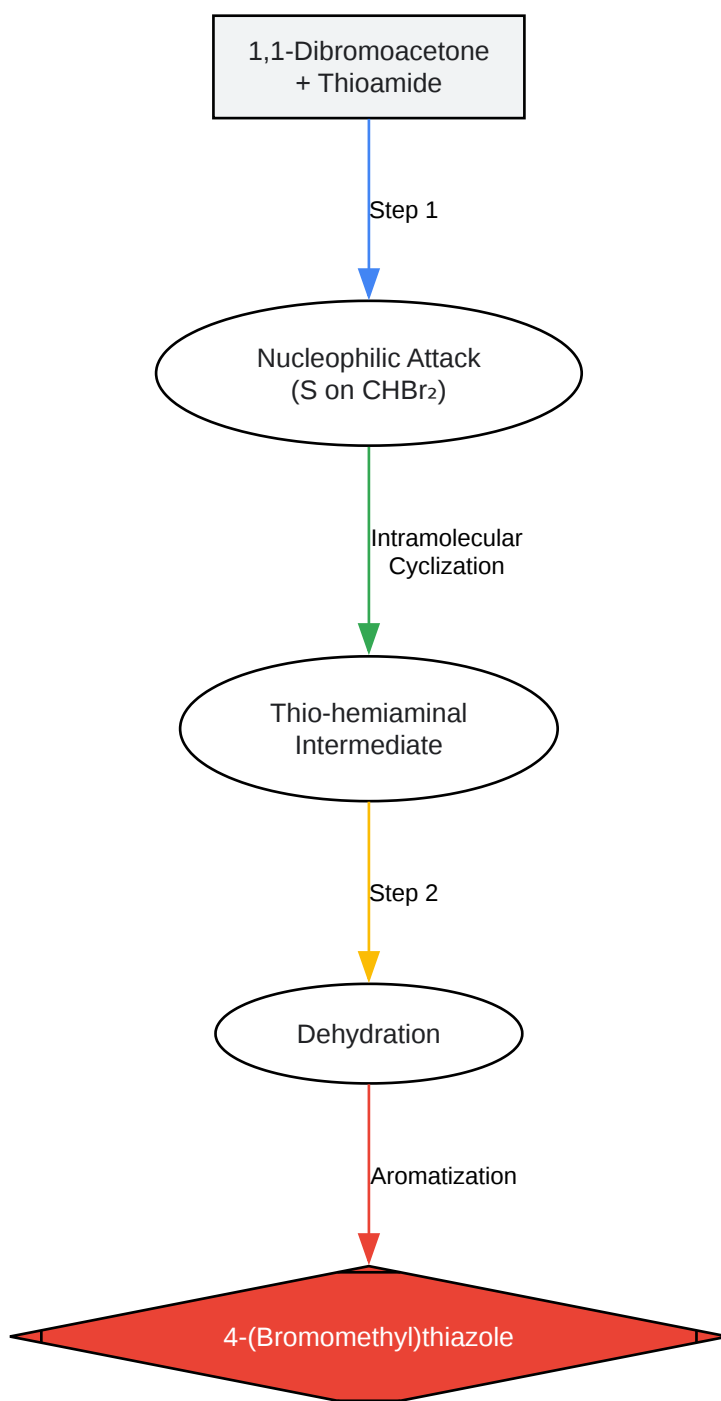 1,1-Dibromoacetone
+ Thioamide
Step 1
Nucleophilic Attack
(S on CHBr₂)
Intramolecular
Cyclization
Thio-hemiaminal
Intermediate
Step 2
Dehydration
Aromatization
4-(Bromomethyl)thiazole